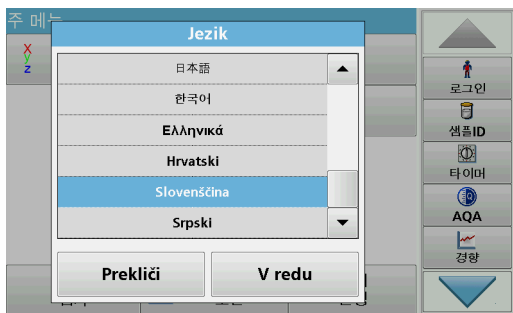 주 메뉴
Jezik
x
y
z
日本語
한국어
Ελληνικά
Hrvatski
Slovenščina
Srpski
Prekliči
V redu
로그인
샘플ID
타이머
AQA
경향